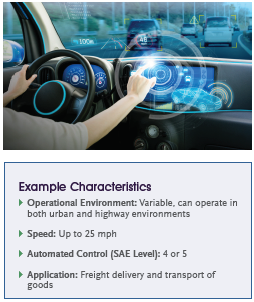 Example Characteristics
Operational Environment: Variable, can operate in
both urban and highway environments
Speed: Up to 25 mph
Automated Control (SAE Level): 4 or 5
Application: Freight delivery and transport of
goods